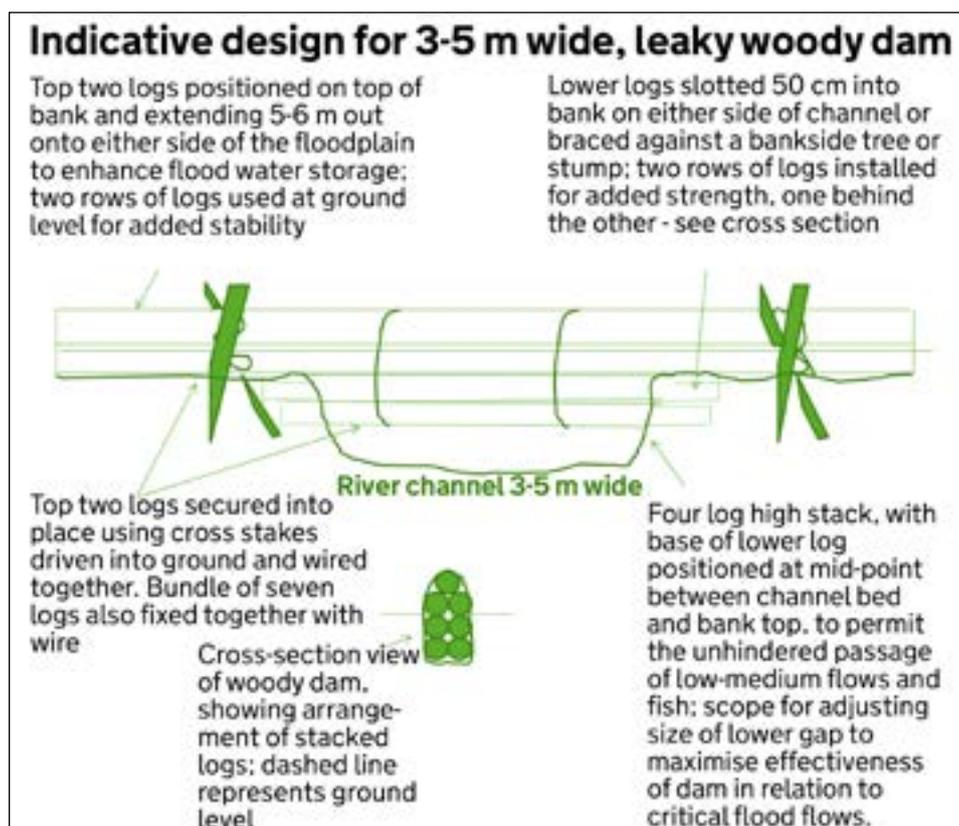 Indicative design for 3-5 m wide, leaky woody dam
Top two logs positioned on top of
bank and extending 5-6 m out
onto either side of the floodplain
to enhance flood water storage;
two rows of logs used at ground
level for added stability
Lower logs slotted 50 cm into
bank on either side of channel or
braced against a bankside tree or
stump; two rows of logs installed
for added strength, one behind
the other - see cross section
River channel 3-5 m wide
Top two logs secured into
place using cross stakes
driven into ground and wired
together. Bundle of seven
logs also fixed together with
wire
Cross-section view
of woody dam,
showing arrange-
ment of stacked
logs; dashed line
represents ground
level
Four log high stack, with
base of lower log
positioned at mid-point
between channel bed
and bank top, to permit
the unhindered passage
of low-medium flows and
fish; scope for adjusting
size of lower gap to
maximise effectiveness
of dam in relation to
critical flood flows.